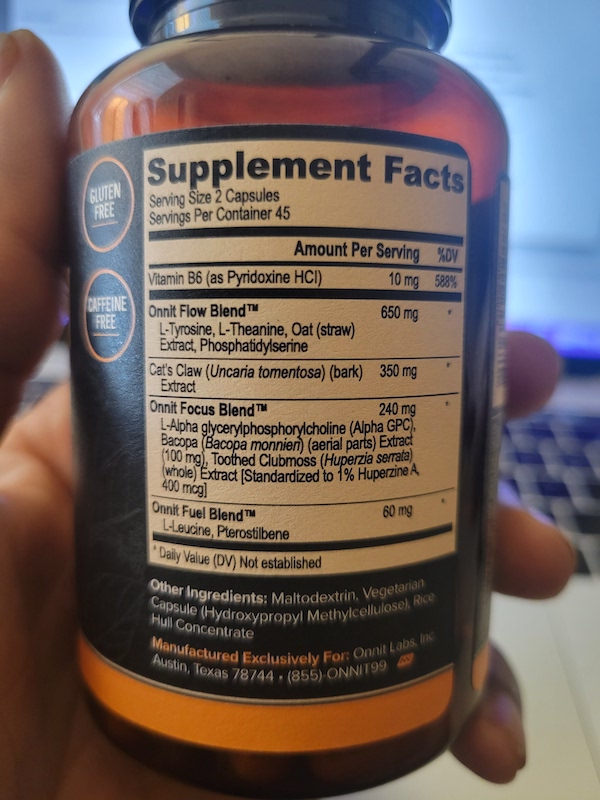 GLUTEN
FREE
CAFFEINE
FREE
Supplement Facts
Serving Size 2 Capsules
Servings Per Container 45
Amount Per Serving %DV
Vitamin B6 (as Pyridoxine HCl) 10 mg 588%
Onnit Flow Blend™ 650 mg *
L-Tyrosine, L-Theanine, Oat (straw)
Extract, Phosphatidylserine
Cat's Claw (Uncaria tomentosa) (bark) 350 mg *
Extract
Onnit Focus Blend™ 240 mg *
L-Alpha glycerylphosphorylcholine (Alpha GPC),
Bacopa (Bacopa monnieri) (aerial parts) Extract
(100 mg), Toothed Clubmoss (Huperzia serrata)
(whole) Extract [Standardized to 1% Huperzine A,
400 mcg]
Onnit Fuel Blend™ 60 mg *
L-Leucine, Pterostilbene
* Daily Value (DV) Not established
Other Ingredients: Maltodextrin, Vegetarian
Capsule (Hydroxypropyl Methylcellulose), Rice
Hull Concentrate
Manufactured Exclusively For: Onnit Labs, Inc.
Austin, Texas 78744 • (855)-ONNIT99